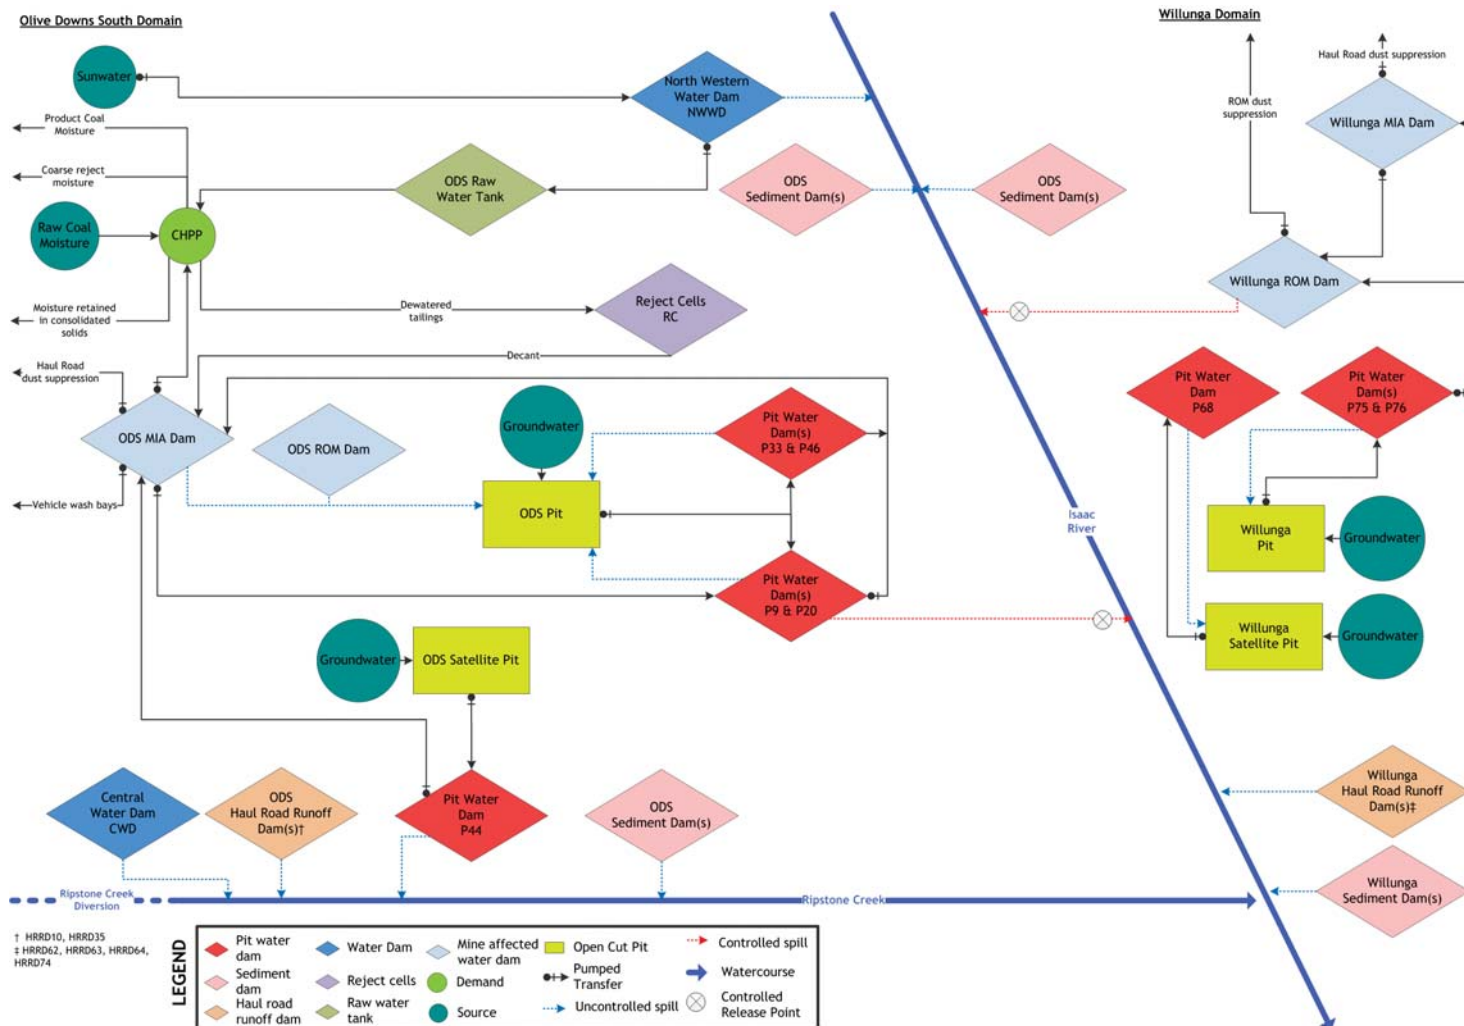 Olive Downs South Domain
Willunga Domain
Sunwater
North Western
Water Dam
NWWD
Haul Road dust suppression
ROM dust
suppression
Willunga MIA Dam
Product Coal
Moisture
Coarse reject
moisture
ODS Raw
Water Tank
ODS
Sediment Dam(s)
ODS
Sediment Dam(s)
Raw Coal
Moisture
CHPP
Willunga ROM Dam
Moisture retained
in consolidated
solids
Dewatered
tailings
Reject Cells
RC
Decant
Haul Road
dust suppression
ODS MIA Dam
ODS ROM Dam
Groundwater
Pit Water
Dam(s)
P33 & P46
Pit Water
Dam
P68
Pit Water
Dam(s)
P75 & P76
Vehicle wash bays
ODS Pit
Isaac
River
Willunga
Pit
Groundwater
Pit Water
Dam(s)
P9 & P20
Groundwater
ODS Satellite Pit
Willunga
Satellite Pit
Groundwater
Central
Water Dam
CWD
ODS
Haul Road Runoff
Dam(s)†
Pit Water
Dam
P44
ODS
Sediment Dam(s)
Willunga
Haul Road Runoff
Dam(s)‡
Willunga
Sediment Dam(s)
Ripstone Creek
Diversion
Ripstone Creek
† HRRD10, HRRD35
‡ HRRD62, HRRD63, HRRD64,
HRRD74
LEGEND
Pit water
dam
Sediment
dam
Haul road
runoff dam
Water Dam
Reject cells
Raw water
tank
Mine affected
water dam
Demand
Source
Open Cut Pit
Pumped
Transfer
Uncontrolled spill
Controlled spill
Watercourse
Controlled
Release Point